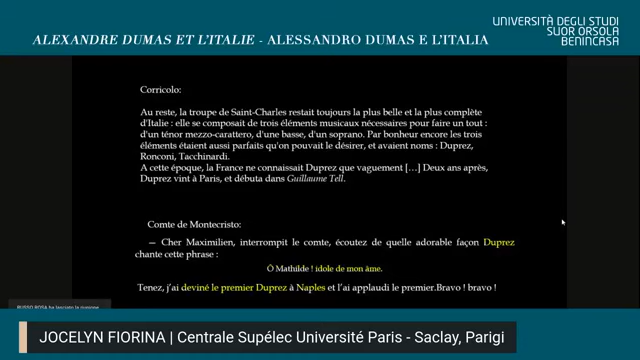 UNIVERSITÀ DEGLI STUDI
SUOR ORSOLA
BENINCASA
ALEXANDRE DUMAS ET L'ITALIE - ALESSANDRO DUMAS E L'ITALIA
Corricolo:
Au reste, la troupe de Saint-Charles restait toujours la plus belle et la plus complète
d'Italie : elle se composait de trois éléments musicaux nécessaires pour faire un tout :
d'un ténor mezzo-carattero, d'une basse, d'un soprano. Par bonheur encore les trois
éléments étaient aussi parfaits qu'on pouvait le désirer, et avaient noms : Duprez,
Ronconi, Tacchinardi.
A cette époque, la France ne connaissait Duprez que vaguement [...] Deux ans après,
Duprez vint à Paris, et débuta dans Guillaume Tell.
Comte de Montecristo:
— Cher Maximilien, interrompit le comte, écoutez de quelle adorable façon Duprez
chante cette phrase :
Ô Mathilde ! idole de mon âme.
Tenez, j'ai deviné le premier Duprez à Naples et l'ai applaudi le premier.Bravo ! bravo !
RUSSO ROSA ha lasciato la riunione
JOCELYN FIORINA | Centrale Supélec Université Paris - Saclay, Parigi